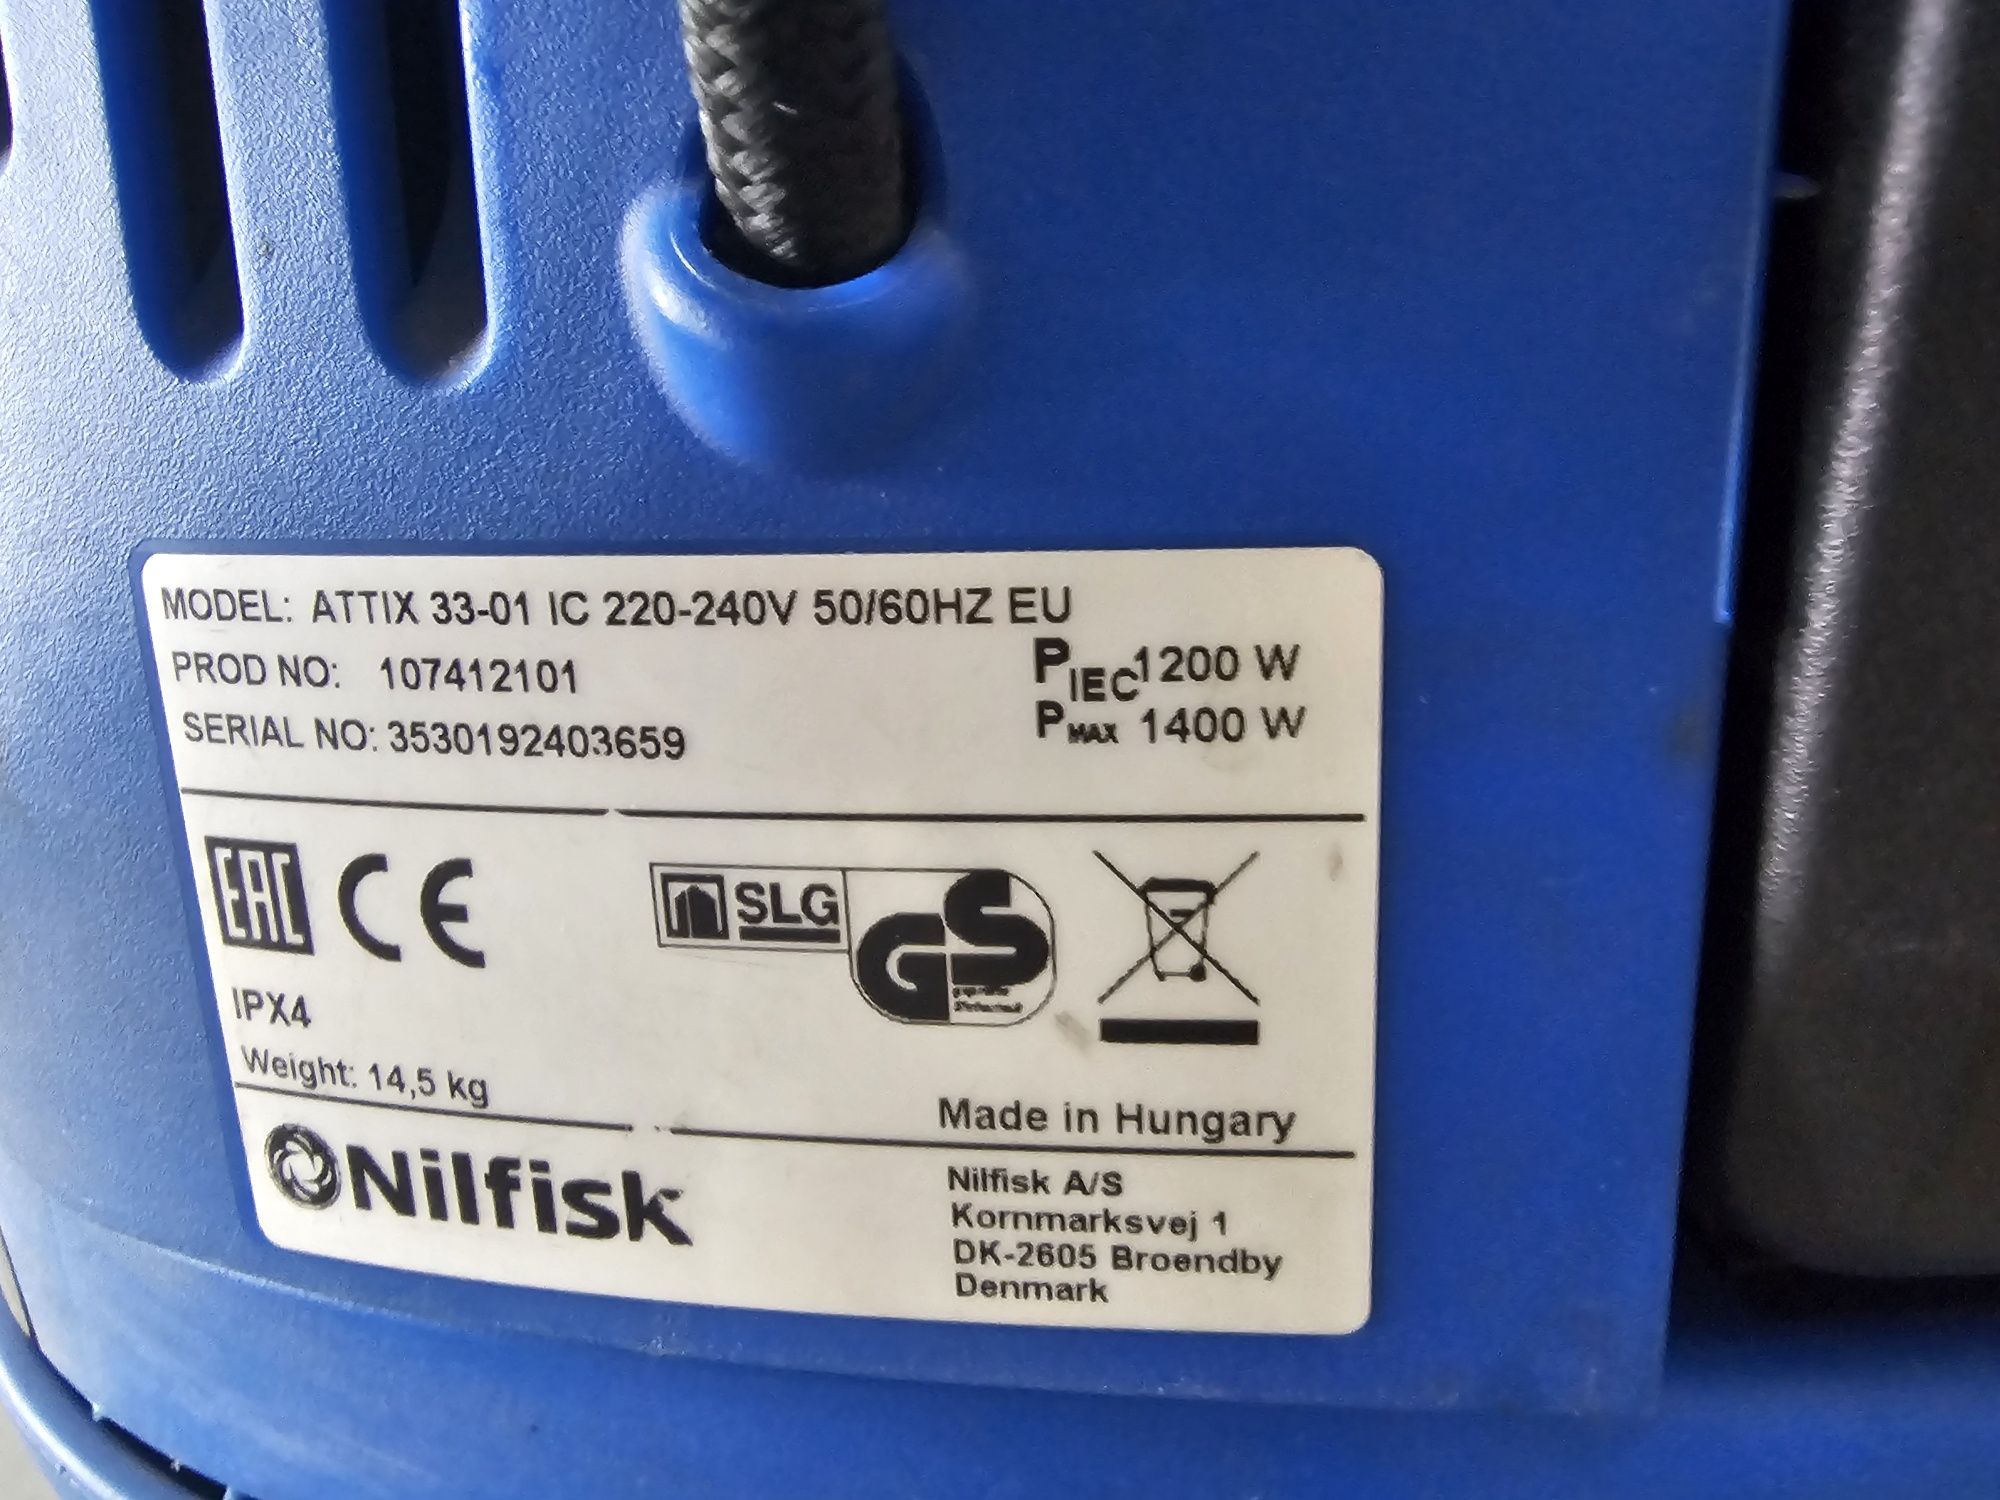 MODEL: ATTIX 33-01 IC 220-240V 50/60HZ EU
PROD NO: 107412101
PIEC 1200 W
SERIAL NO: 3530192403659
PMAX 1400 W
EAC CE
SLG
GS
IPX4
Weight: 14,5 kg
Made in Hungary
Nilfisk
Nilfisk A/S
Kornmarksvej 1
DK-2605 Broendby
Denmark